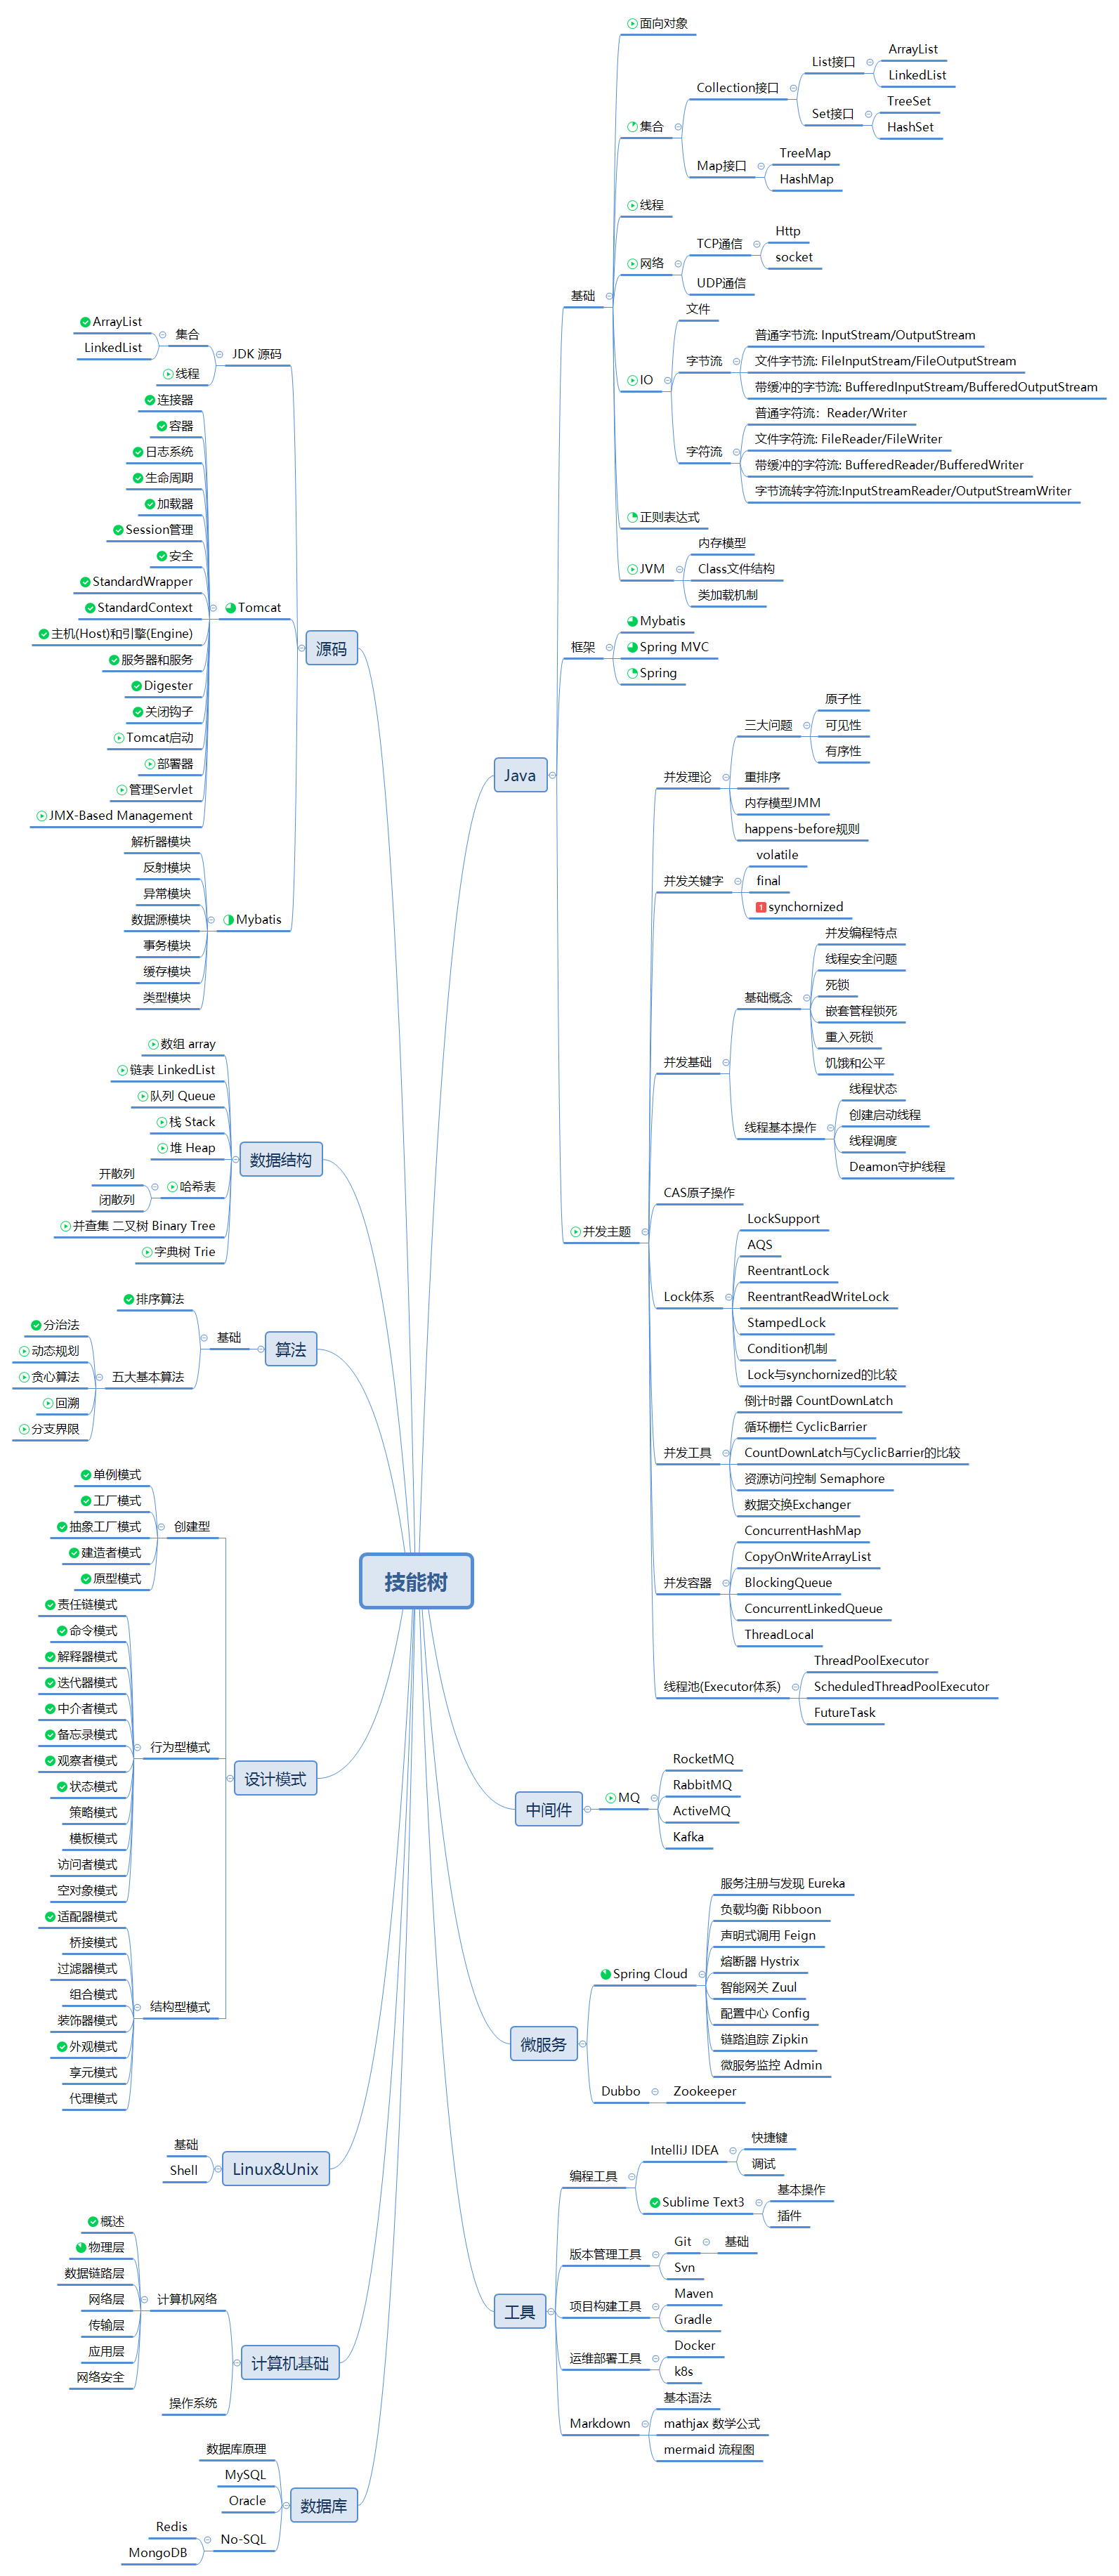 技能树
Java
基础
面向对象
集合
Collection接口
List接口
ArrayList
LinkedList
Set接口
TreeSet
HashSet
Map接口
TreeMap
HashMap
线程
网络
TCP通信
Http
socket
UDP通信
IO
文件
字节流
普通字节流: InputStream/OutputStream
文件字节流: FileInputStream/FileOutputStream
带缓冲的字节流: BufferedInputStream/BufferedOutputStream
字符流
普通字符流: Reader/Writer
文件字符流: FileReader/FileWriter
带缓冲的字符流: BufferedReader/BufferedWriter
字节流转字符流:InputStreamReader/OutputStreamWriter
正则表达式
JVM
内存模型
Class文件结构
类加载机制
框架
Mybatis
Spring MVC
Spring
并发主题
并发理论
三大问题
原子性
可见性
有序性
重排序
内存模型JMM
happens-before规则
并发关键字
volatile
final
1 synchornized
并发基础
基础概念
并发编程特点
线程安全问题
死锁
嵌套管程锁死
重入死锁
饥饿和公平
线程基本操作
线程状态
创建启动线程
线程调度
Deamon守护线程
CAS原子操作
Lock体系
LockSupport
AQS
ReentrantLock
ReentrantReadWriteLock
StampedLock
Condition机制
Lock与synchornized的比较
并发工具
倒计时器 CountDownLatch
循环栅栏 CyclicBarrier
CountDownLatch与CyclicBarrier的比较
资源访问控制 Semaphore
数据交换Exchanger
并发容器
ConcurrentHashMap
CopyOnWriteArrayList
BlockingQueue
ConcurrentLinkedQueue
ThreadLocal
线程池(Executor体系)
ThreadPoolExecutor
ScheduledThreadPoolExecutor
FutureTask
中间件
MQ
RocketMQ
RabbitMQ
ActiveMQ
Kafka
微服务
Spring Cloud
服务注册与发现 Eureka
负载均衡 Ribboon
声明式调用 Feign
熔断器 Hystrix
智能网关 Zuul
配置中心 Config
链路追踪 Zipkin
微服务监控 Admin
Dubbo
Zookeeper
工具
编程工具
IntelliJ IDEA
快捷键
调试
Sublime Text3
基本操作
插件
版本管理工具
Git
基础
Svn
项目构建工具
Maven
Gradle
运维部署工具
Docker
k8s
Markdown
基本语法
mathjax 数学公式
mermaid 流程图
源码
JDK 源码
集合
ArrayList
LinkedList
线程
Tomcat
连接器
容器
日志系统
生命周期
加载器
Session管理
安全
StandardWrapper
StandardContext
主机(Host)和引擎(Engine)
服务器和服务
Digester
关闭钩子
Tomcat启动
部署器
管理Servlet
JMX-Based Management
Mybatis
解析器模块
反射模块
异常模块
数据源模块
事务模块
缓存模块
类型模块
数据结构
数组 array
链表 LinkedList
队列 Queue
栈 Stack
堆 Heap
哈希表
开散列
闭散列
并查集 二叉树 Binary Tree
字典树 Trie
算法
基础
排序算法
五大基本算法
分治法
动态规划
贪心算法
回溯
分支界限
设计模式
创建型
单例模式
工厂模式
抽象工厂模式
建造者模式
原型模式
行为型模式
责任链模式
命令模式
解释器模式
迭代器模式
中介者模式
备忘录模式
观察者模式
状态模式
策略模式
模板模式
访问者模式
空对象模式
结构型模式
适配器模式
桥接模式
过滤器模式
组合模式
装饰器模式
外观模式
享元模式
代理模式
Linux&Unix
基础
Shell
计算机基础
计算机网络
概述
物理层
数据链路层
网络层
传输层
应用层
网络安全
操作系统
数据库
数据库原理
MySQL
Oracle
No-SQL
Redis
MongoDB